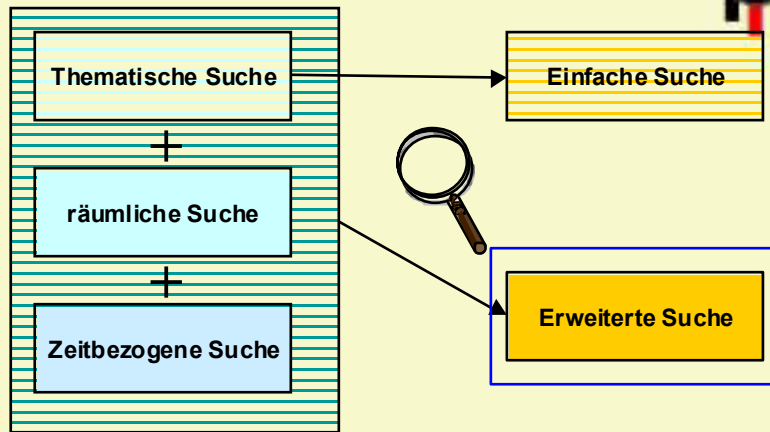 Thematische Suche
Einfache Suche
+
räumliche Suche
+
Zeitbezogene Suche
Erweiterte Suche